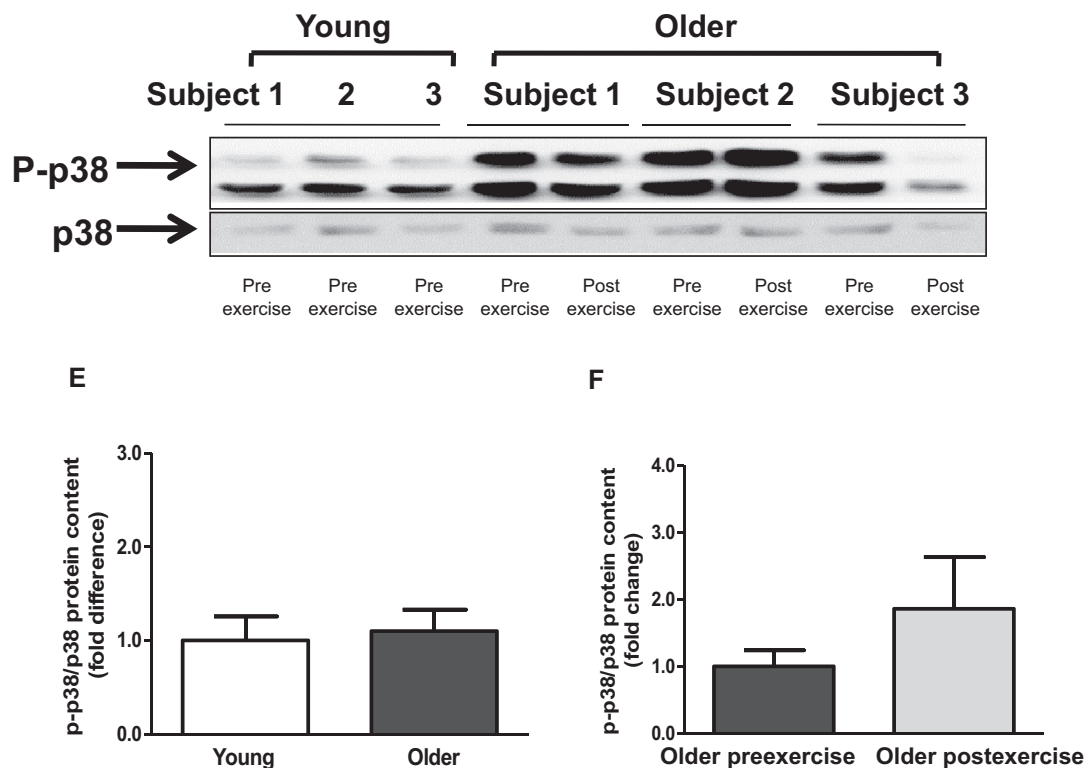 Young Older
Subject 1 2 3 Subject 1 Subject 2 Subject 3
P-p38
p38
Pre exercise Pre exercise Pre exercise Pre exercise Post exercise Pre exercise Post exercise Pre exercise Post exercise
E
p-p38/p38 protein content
(fold difference)
3.0
2.0
1.0
0.0
Young Older
F
p-p38/p38 protein content
(fold change)
4.0
3.0
2.0
1.0
0.0
Older preexercise Older postexercise